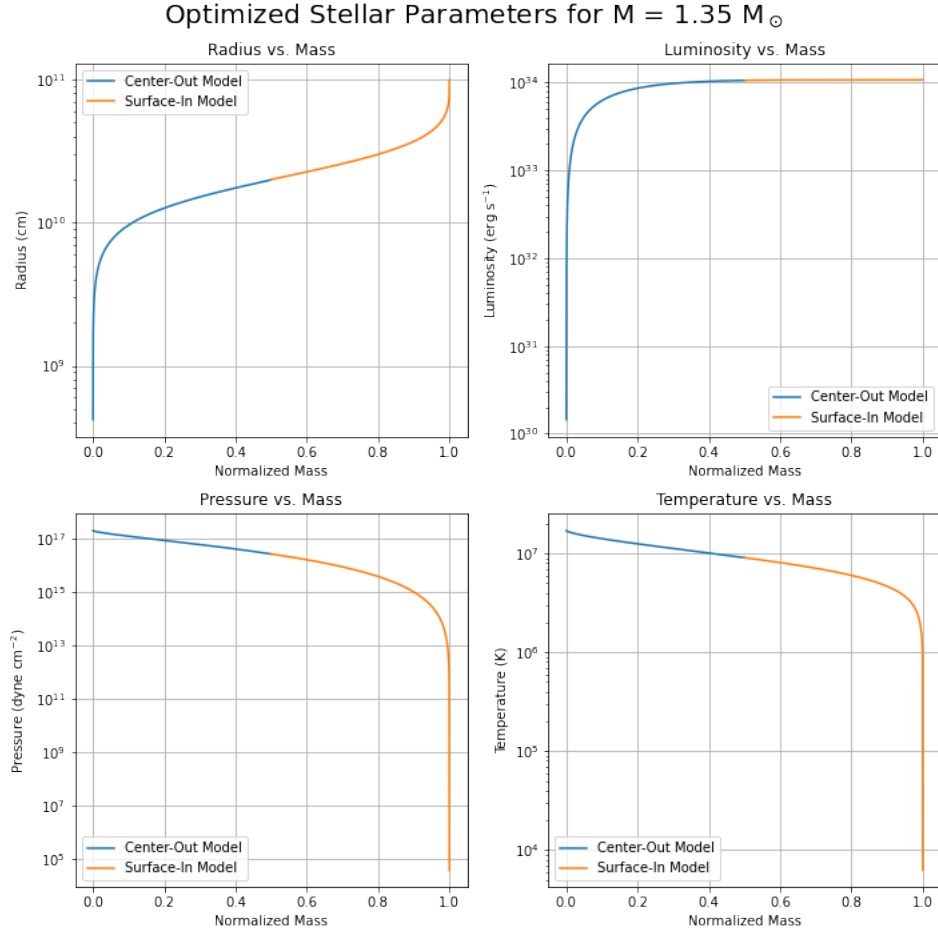 Optimized Stellar Parameters for M = 1.35 M⊙
Radius vs. Mass
Center-Out Model
Surface-In Model
10¹¹
10¹⁰
10⁹
Radius (cm)
0.0 0.2 0.4 0.6 0.8 1.0
Normalized Mass
Luminosity vs. Mass
10³⁴
10³³
10³²
10³¹
10³⁰
Luminosity (erg s⁻¹)
Center-Out Model
Surface-In Model
0.0 0.2 0.4 0.6 0.8 1.0
Normalized Mass
Pressure vs. Mass
10¹⁷
10¹⁵
10¹³
10¹¹
10⁹
10⁷
10⁵
Pressure (dyne cm⁻²)
Center-Out Model
Surface-In Model
0.0 0.2 0.4 0.6 0.8 1.0
Normalized Mass
Temperature vs. Mass
10⁷
10⁶
10⁵
10⁴
Temperature (K)
Center-Out Model
Surface-In Model
0.0 0.2 0.4 0.6 0.8 1.0
Normalized Mass